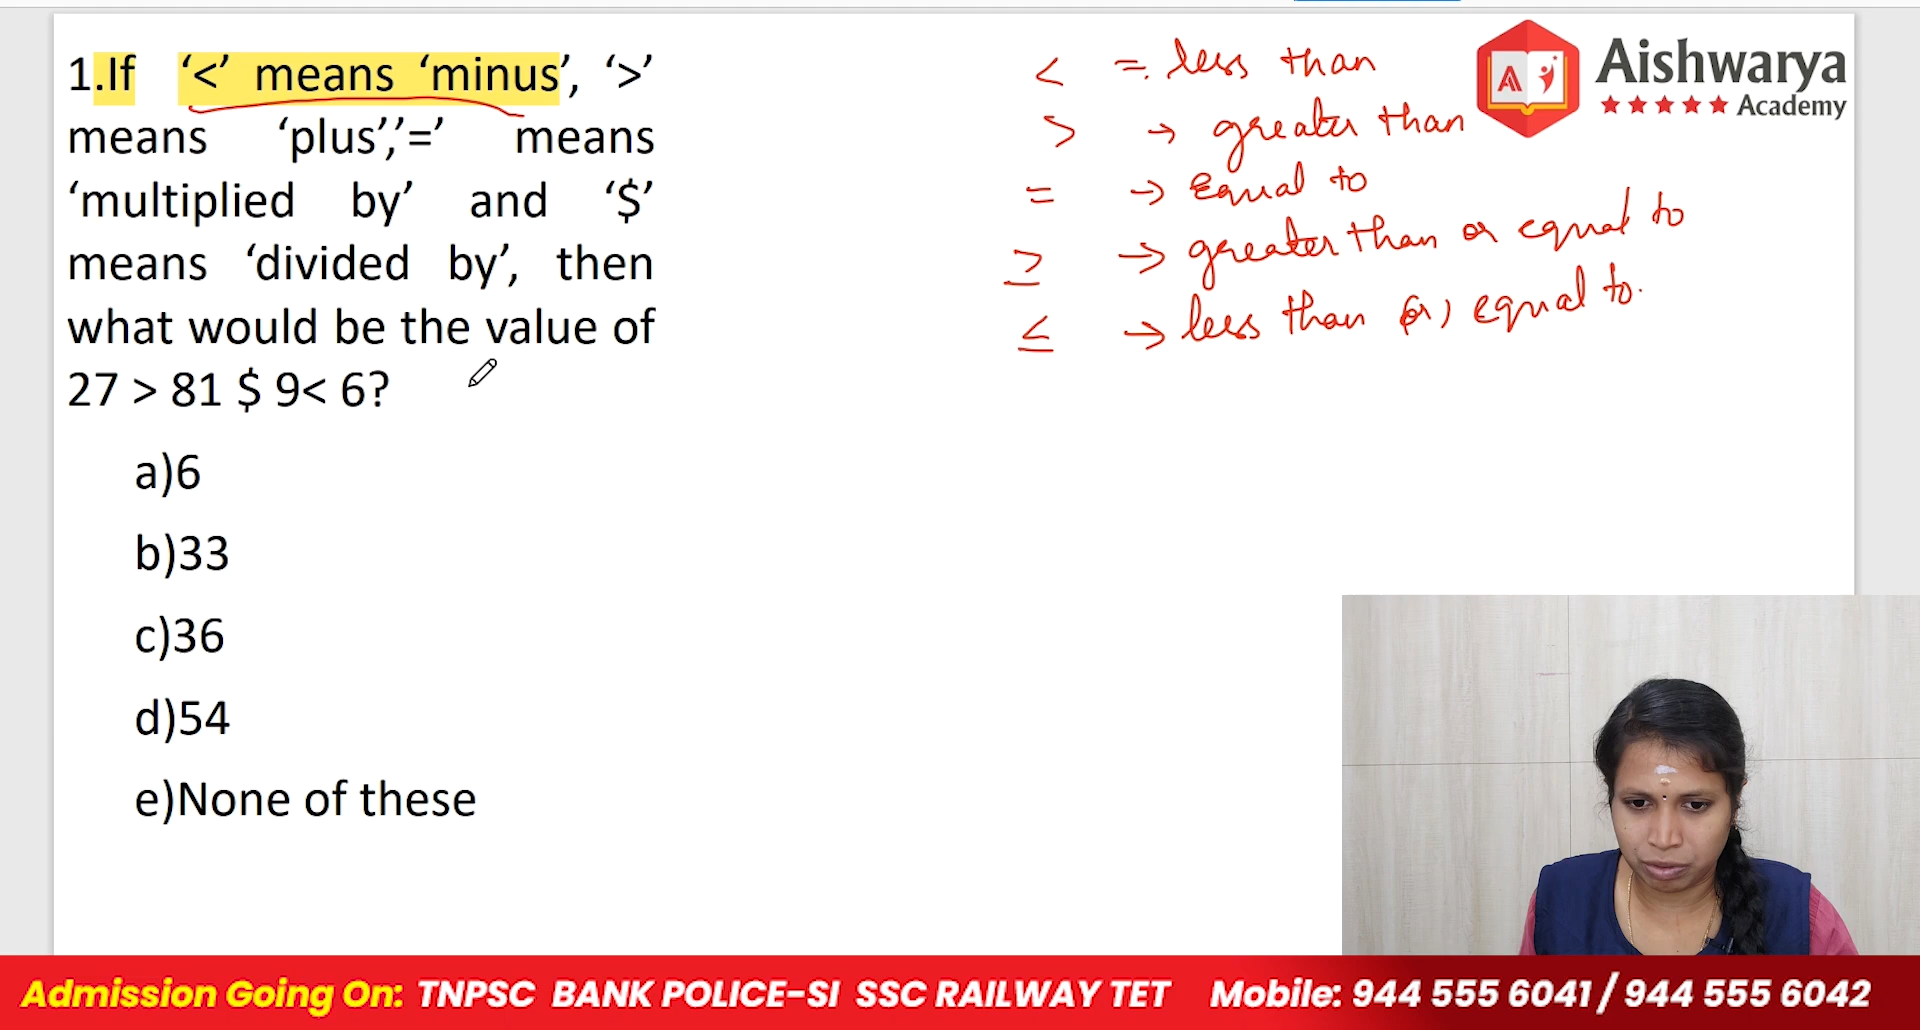 1.If ‘<’ means ‘minus’, ‘>’
means ‘plus’,’=’ means
‘multiplied by’ and ‘$’
means ‘divided by’, then
what would be the value of
27 > 81 $ 9< 6?
a)6
b)33
c)36
d)54
e)None of these
< = less than
> → greater than
= → Equal to
≥ → greater than or equal to
≤ → less than (or) equal to.
Aishwarya
Academy
Admission Going On: TNPSC BANK POLICE-SI SSC RAILWAY TET Mobile: 944 555 6041 / 944 555 6042